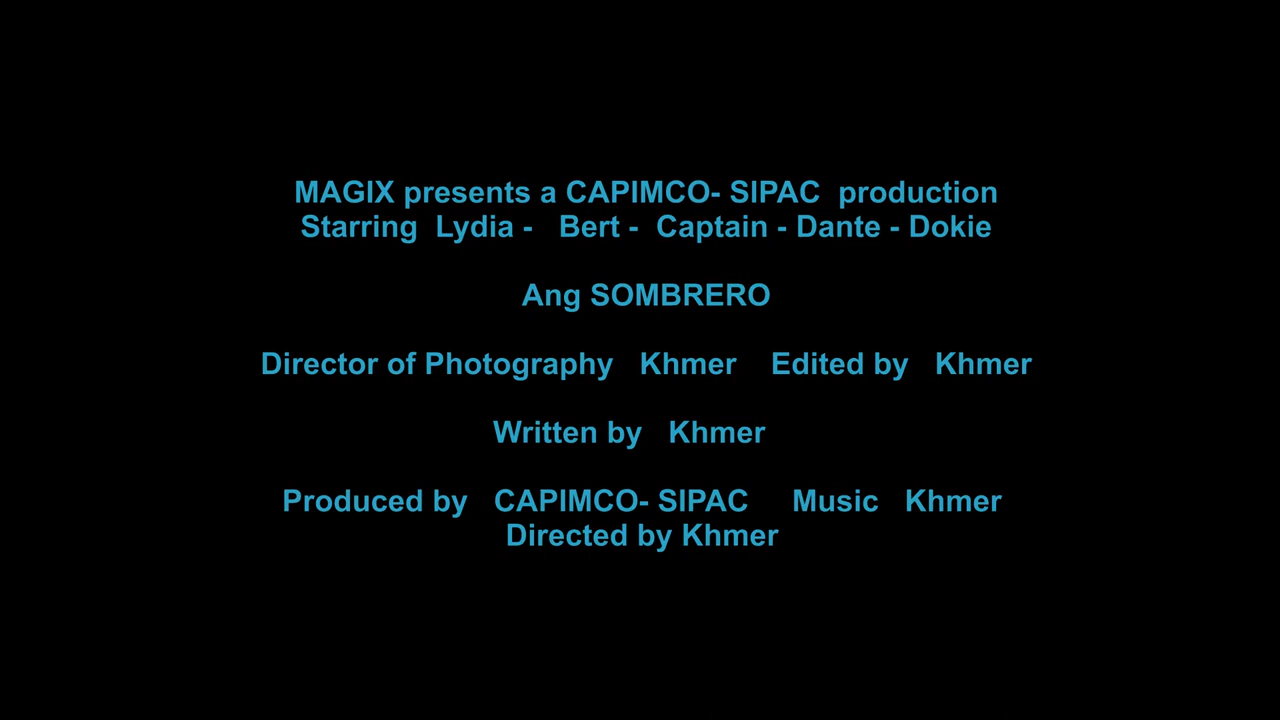 MAGIX presents a CAPIMCO- SIPAC  production
Starring  Lydia -   Bert -  Captain - Dante - Dokie
Ang SOMBRERO
Director of Photography   Khmer    Edited by   Khmer
Written by   Khmer
Produced by   CAPIMCO- SIPAC     Music   Khmer
Directed by Khmer